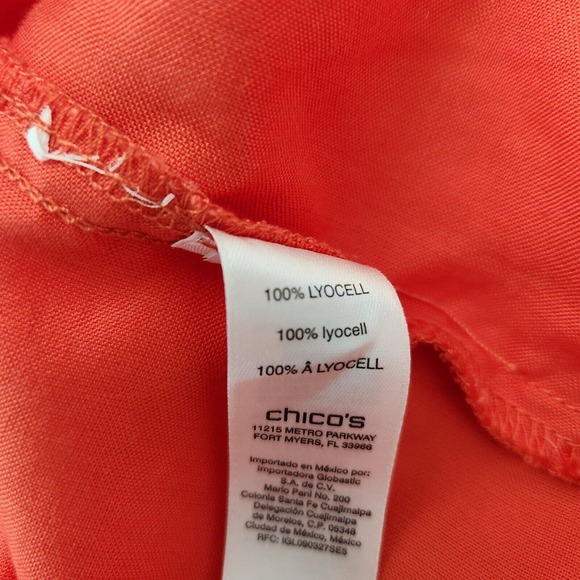 100% LYOCELL
100% lyocell
100% Â LYOCELL
chico's
11215 METRO PARKWAY
FORT MYERS, FL 33966
Importado en México por:
Importadora Globastic
S.A. de C.V.
Mario Pani No. 200
Colonia Santa Fe Cuajimalpa
Delegación Cuajimalpa
de Morelos, C.P. 05348
Ciudad de México, México
RFC: IGL090327SE5